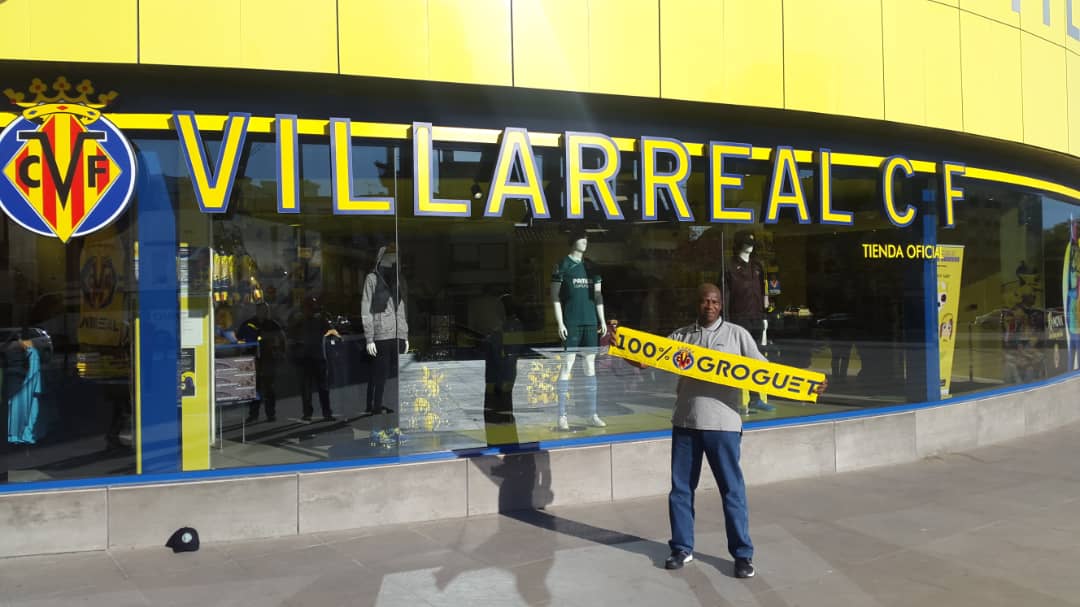 VILLARREAL CF
CVF
TIENDA OFICIAL
100% GROGUET